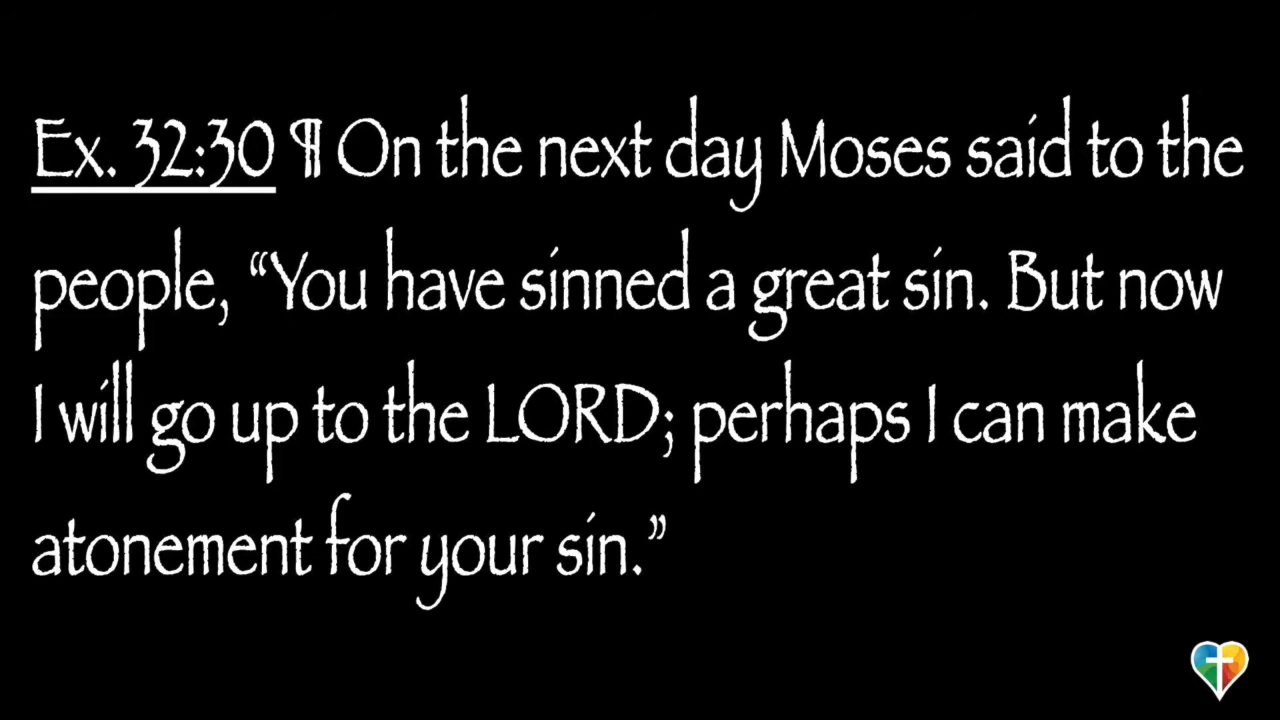 Ex. 32:30 ¶ On the next day Moses said to the
people, “You have sinned a great sin. But now
I will go up to the LORD; perhaps I can make
atonement for your sin.”